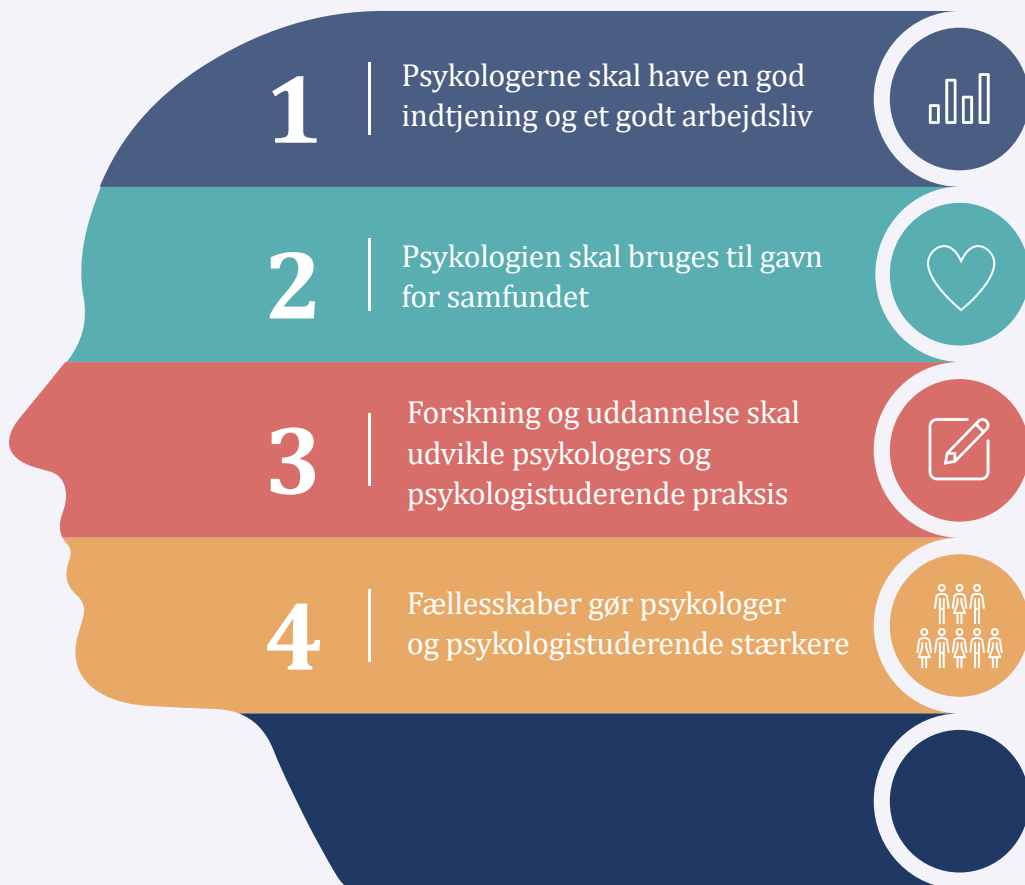 1
Psykologerne skal have en god
indtjening og et godt arbejdsliv
2
Psykologien skal bruges til gavn
for samfundet
3
Forskning og uddannelse skal
udvikle psykologers og
psykologistuderende praksis
4
Fællesskaber gør psykologer
og psykologistuderende stærkere